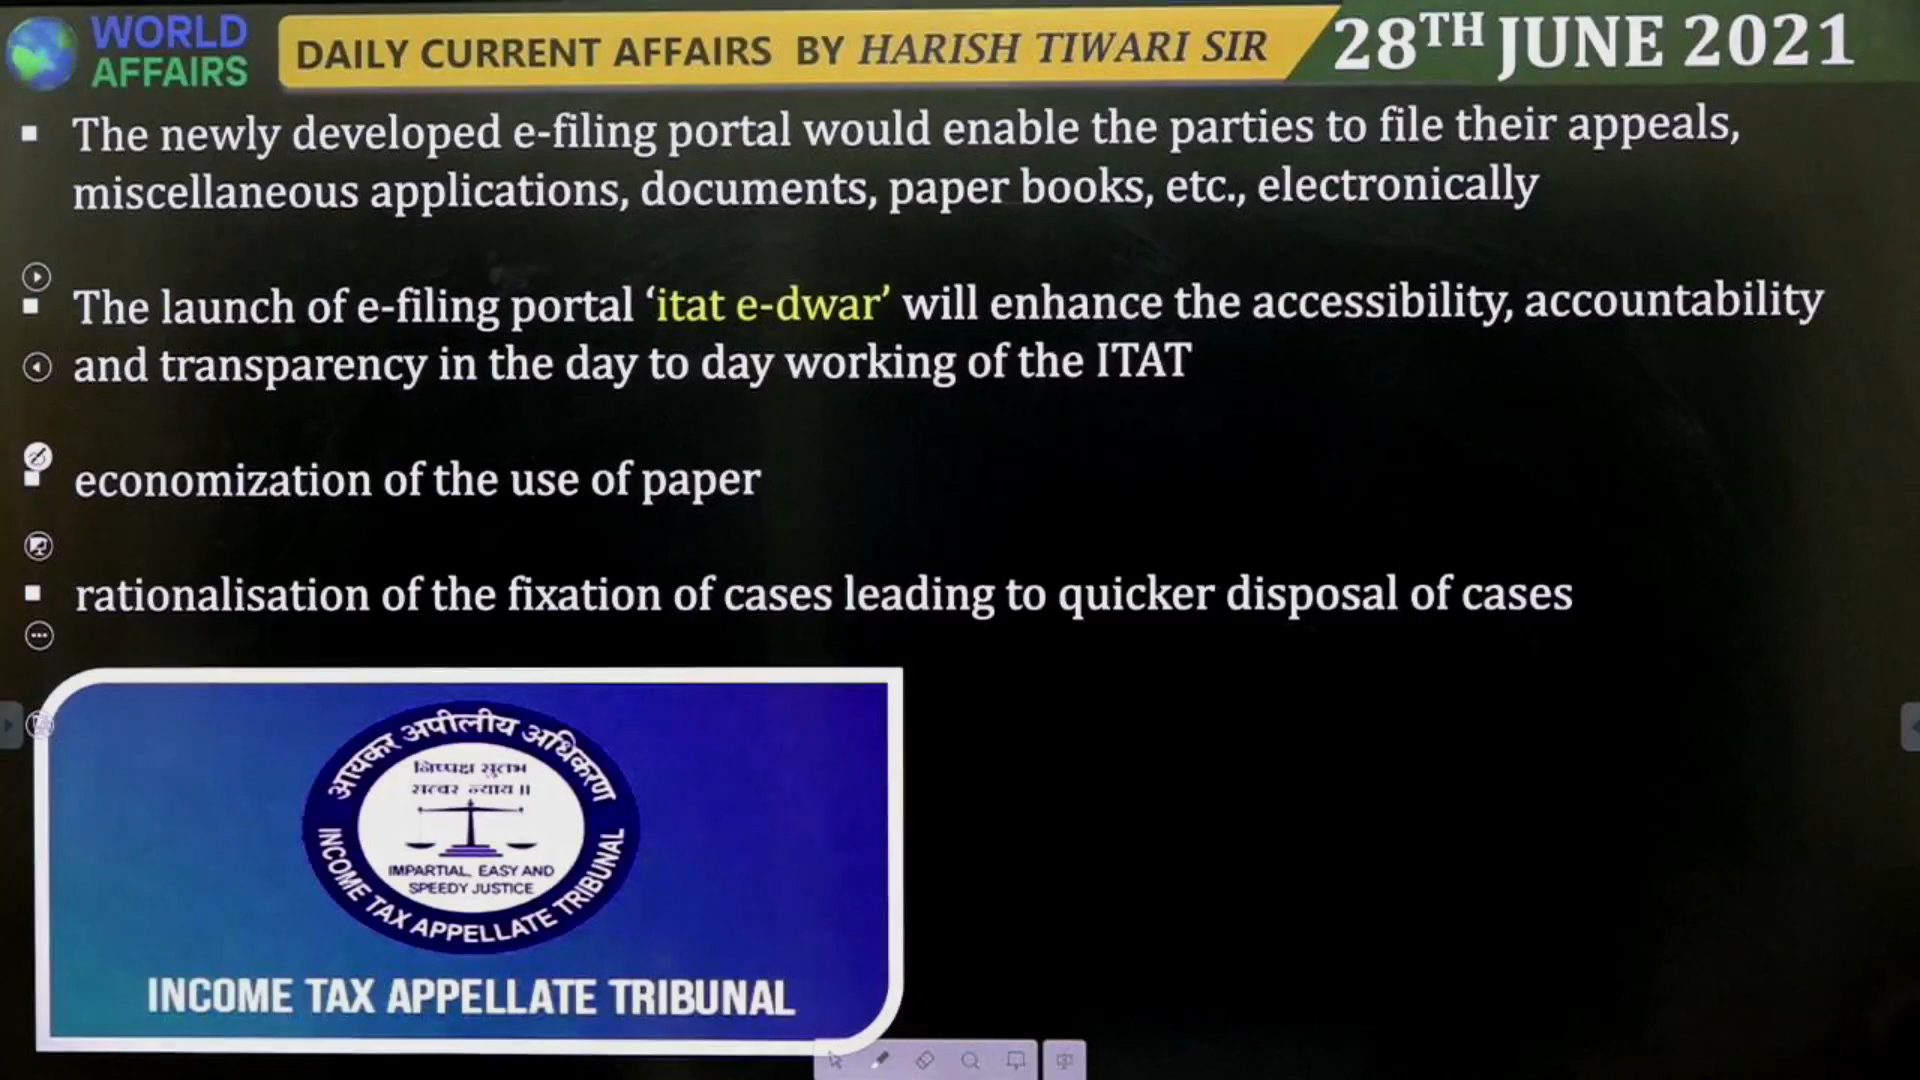 WORLD
AFFAIRS
DAILY CURRENT AFFAIRS BY HARISH TIWARI SIR
28TH JUNE 2021
▪ The newly developed e-filing portal would enable the parties to file their appeals,
miscellaneous applications, documents, paper books, etc., electronically
▪ The launch of e-filing portal ‘itat e-dwar’ will enhance the accessibility, accountability
and transparency in the day to day working of the ITAT
▪ economization of the use of paper
▪ rationalisation of the fixation of cases leading to quicker disposal of cases
आयकर अपीलीय अधिकरण
निष्पक्ष सुलभ
सत्वर न्याय ॥
IMPARTIAL, EASY AND
SPEEDY JUSTICE
INCOME TAX APPELLATE TRIBUNAL
INCOME TAX APPELLATE TRIBUNAL